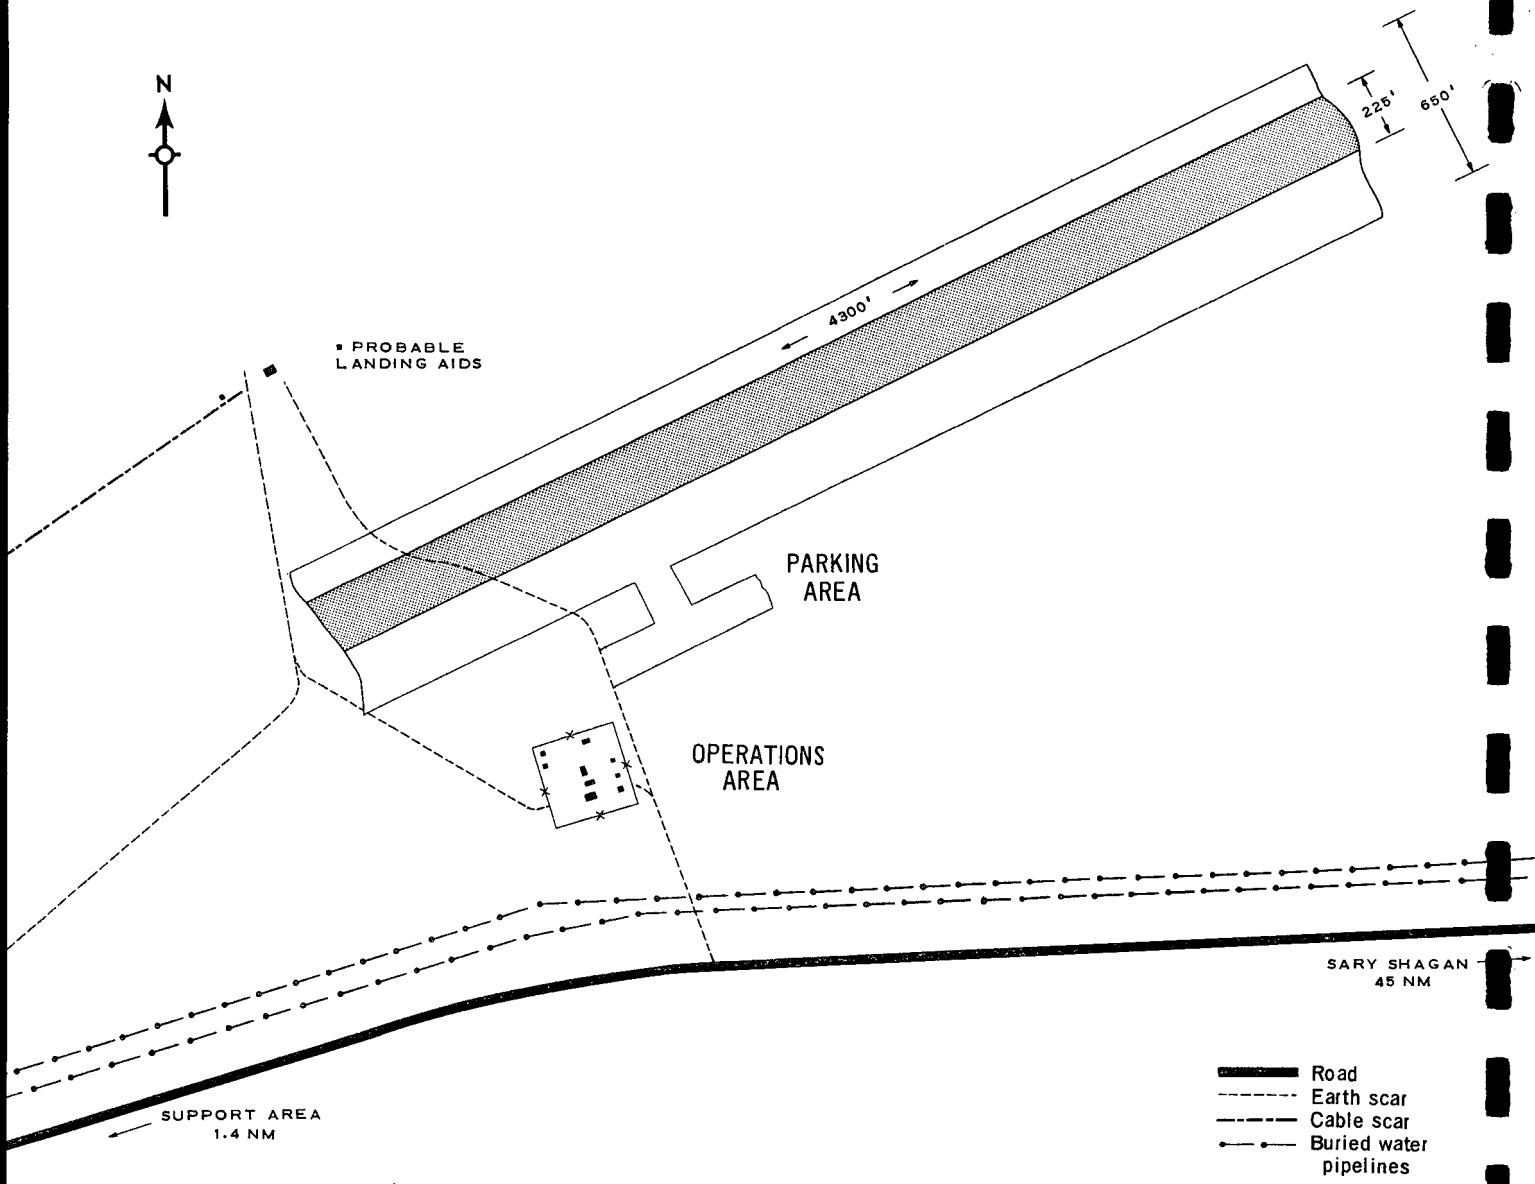 N
650'
225'
4300'
PROBABLE
LANDING AIDS
PARKING
AREA
OPERATIONS
AREA
SARY SHAGAN
45 NM
SUPPORT AREA
1.4 NM
Road
Earth scar
Cable scar
Buried water
pipelines